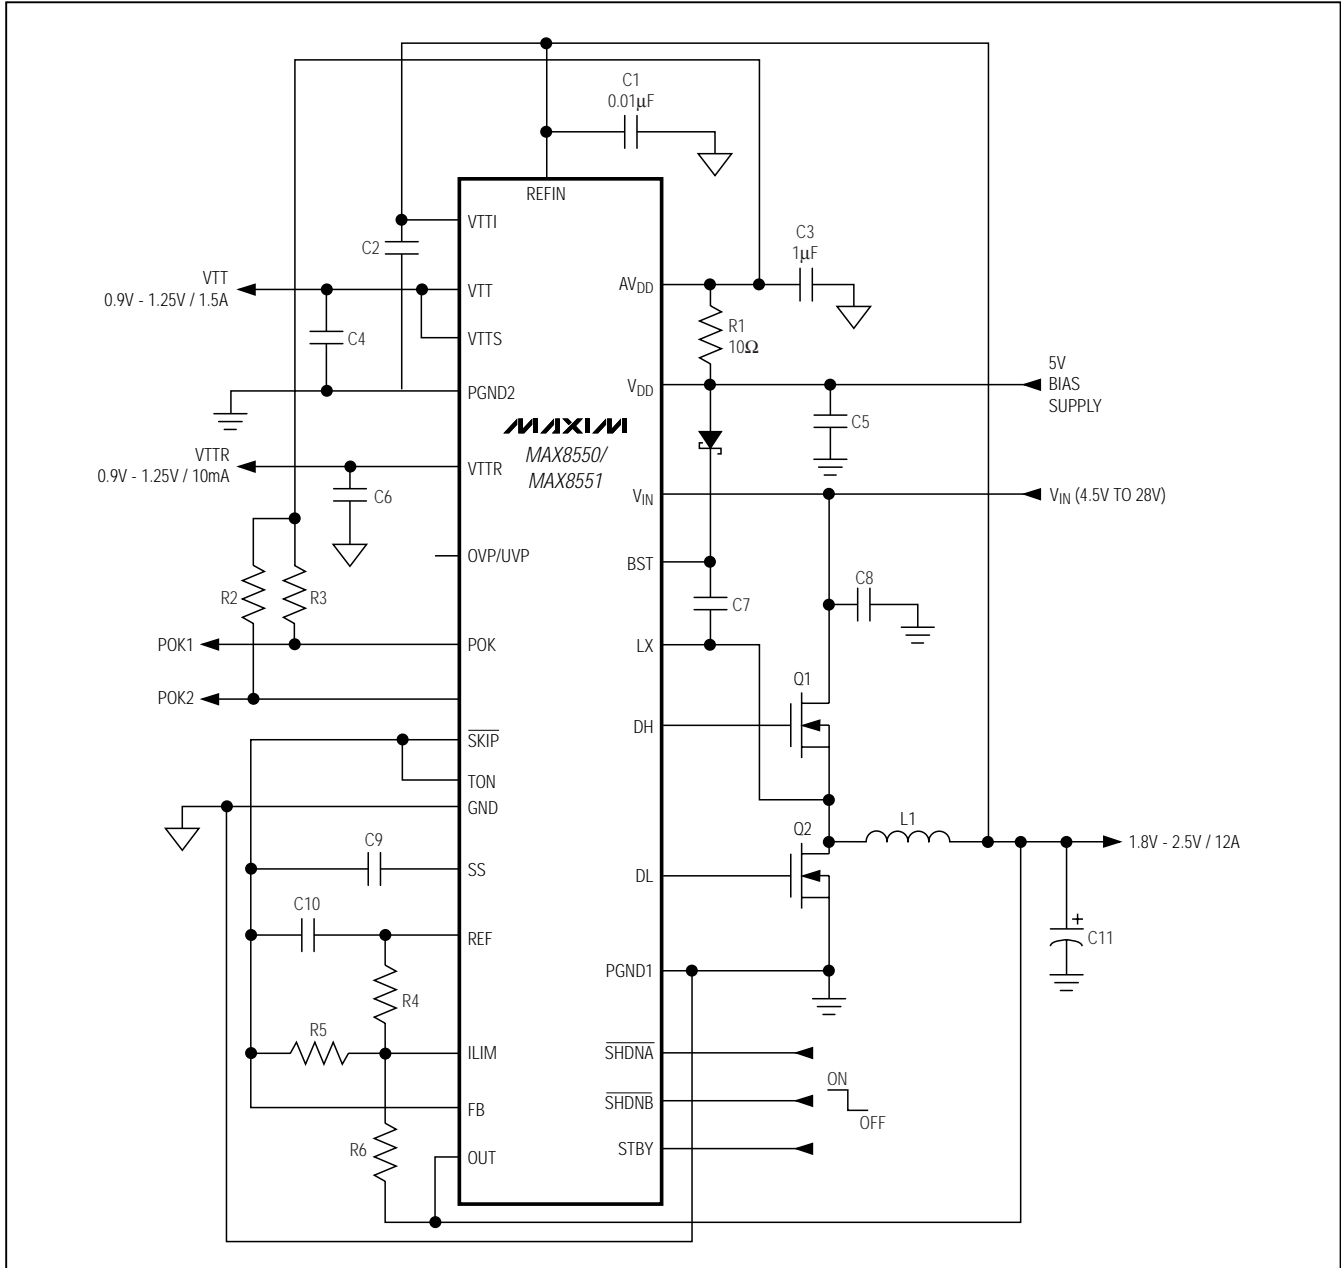 C1
0.01μF
REFIN
VTTI
C2
C3
1μF
VTT
0.9V - 1.25V / 1.5A
VTT
AVDD
VTTS
C4
R1
10Ω
5V
BIAS
SUPPLY
VDD
PGND2
C5
MAXIM
MAX8550/
MAX8551
VTTR
0.9V - 1.25V / 10mA
VTTR
C6
VIN
VIN (4.5V TO 28V)
OVP/UVP
BST
C8
R2
R3
C7
POK1
POK
LX
POK2
Q1
DH
SKIP
TON
GND
L1
Q2
1.8V - 2.5V / 12A
C9
SS
DL
C10
REF
C11
PGND1
R4
R5
ILIM
SHDNA
ON
SHDNB
OFF
FB
R6
OUT
STBY